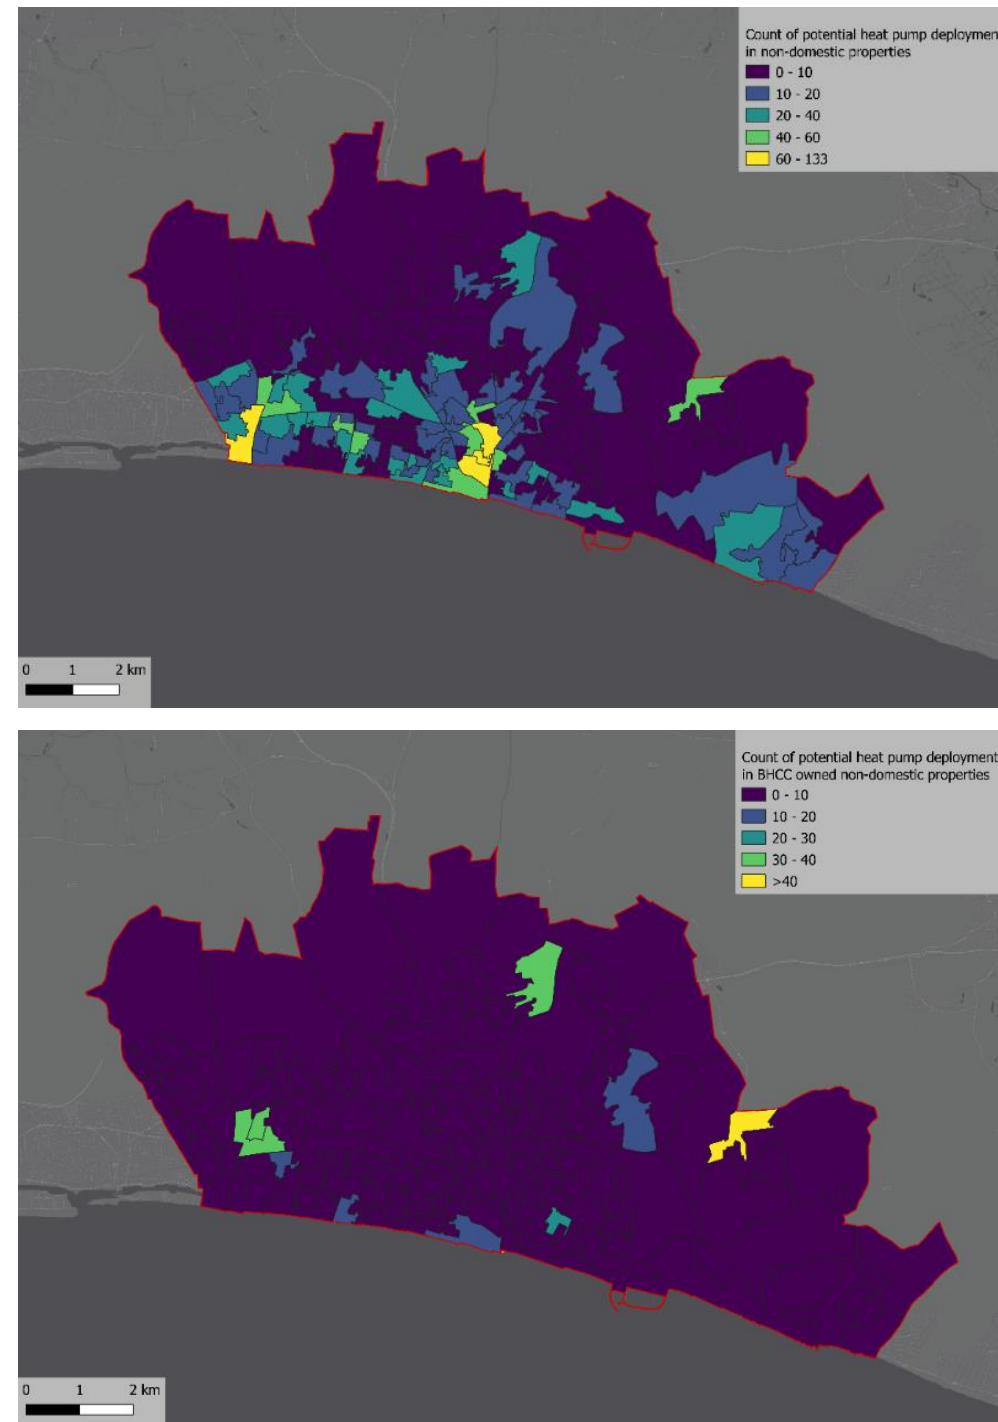 Count of potential heat pump deployment
in non-domestic properties
0 - 10
10 - 20
20 - 40
40 - 60
60 - 133
0 1 2 km
Count of potential heat pump deployment
in BHCC owned non-domestic properties
0 - 10
10 - 20
20 - 30
30 - 40
>40
0 1 2 km